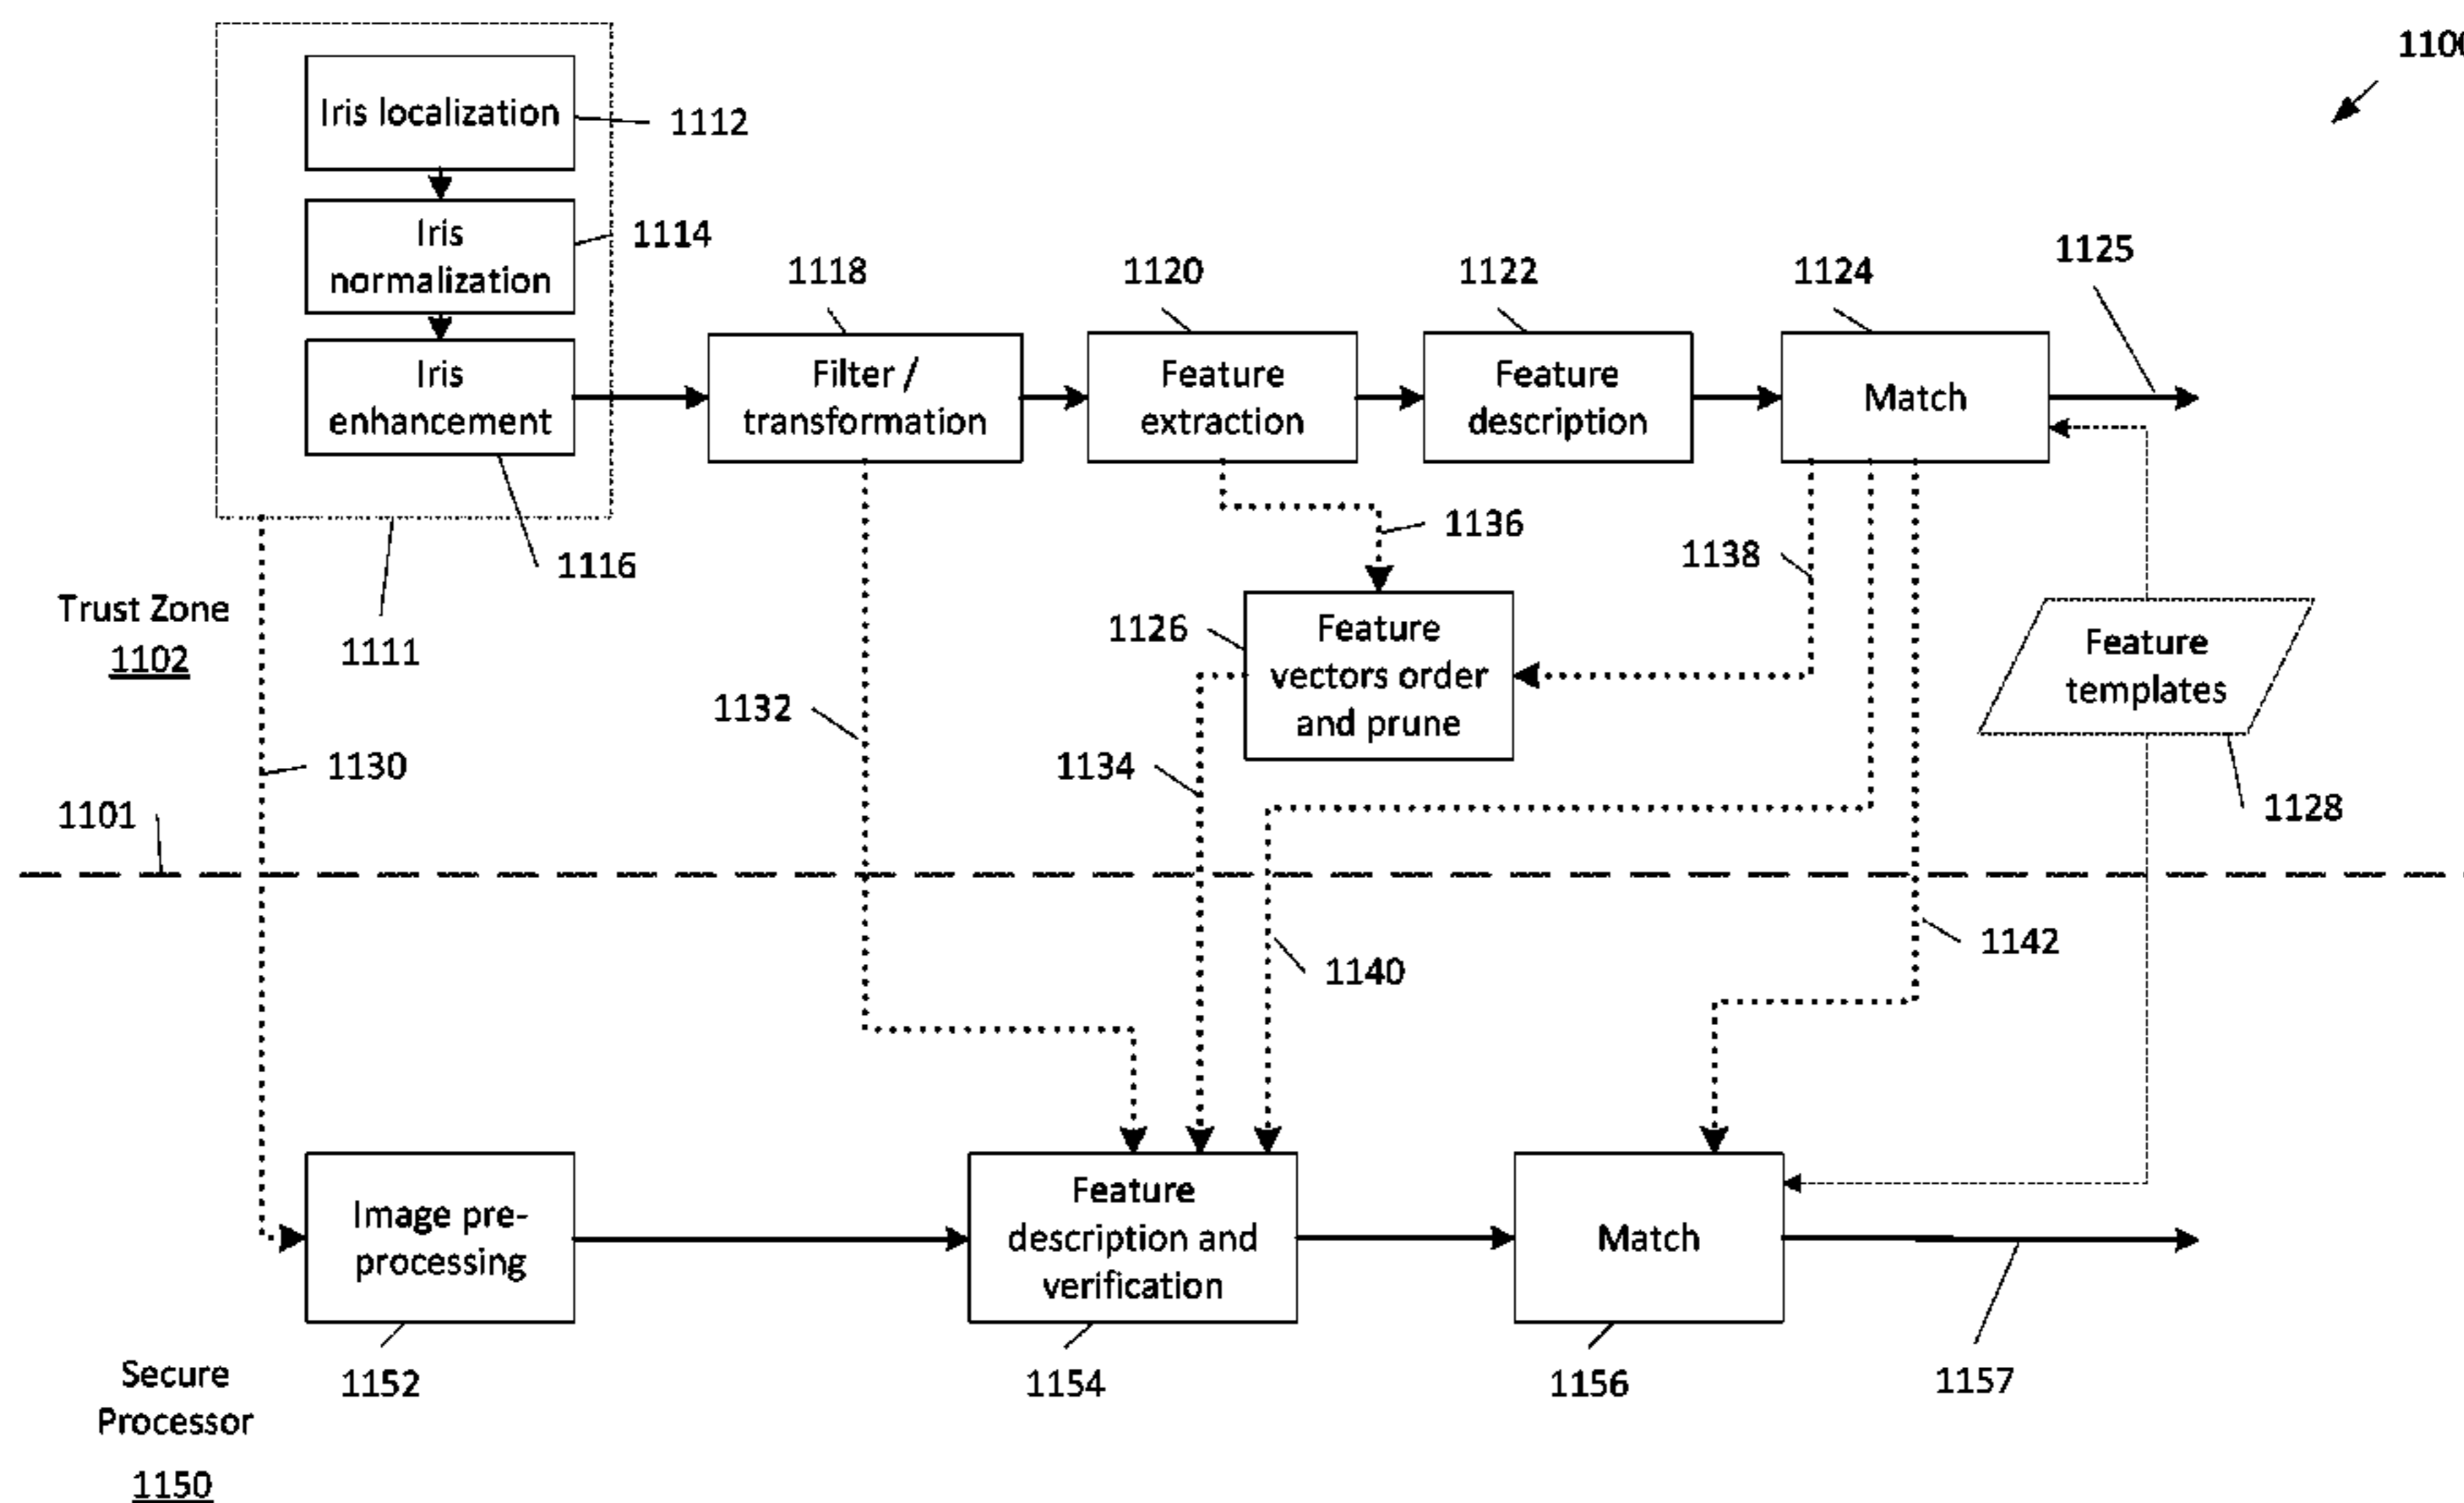 1100
Iris localization
1112
Iris
normalization
1114
Iris
enhancement
1116
1111
1118
Filter /
transformation
1120
Feature
extraction
1122
Feature
description
1124
Match
1125
1136
1138
1126
Feature
vectors order
and prune
Feature
templates
1128
Trust Zone
1102
1132
1134
1130
1101
1140
1142
Image pre-
processing
1152
Feature
description and
verification
1154
Match
1156
1157
Secure
Processor
1150